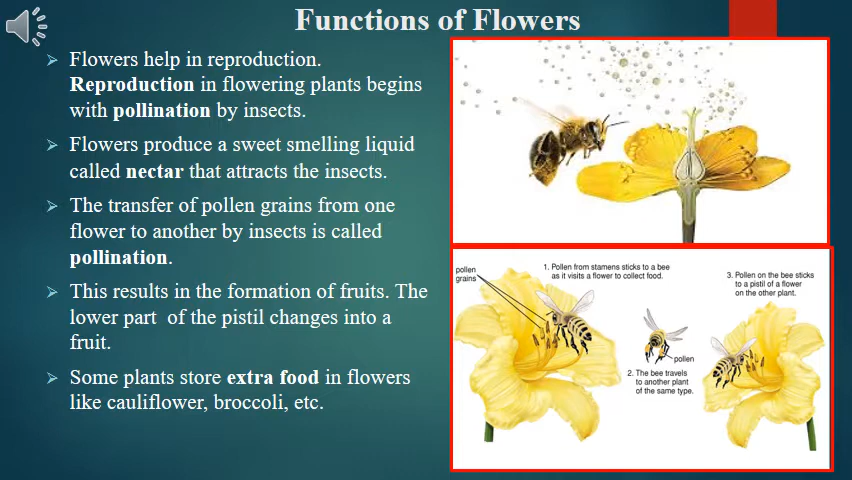 Functions of Flowers
Flowers help in reproduction.
Reproduction in flowering plants begins
with pollination by insects.
Flowers produce a sweet smelling liquid
called nectar that attracts the insects.
The transfer of pollen grains from one
flower to another by insects is called
pollination.
This results in the formation of fruits. The
lower part of the pistil changes into a
fruit.
Some plants store extra food in flowers
like cauliflower, broccoli, etc.
pollen
grains
1. Pollen from stamens sticks to a bee
as it visits a flower to collect food.
pollen
2. The bee travels
to another plant
of the same type.
3. Pollen on the bee sticks
to a pistil of a flower
on the other plant.